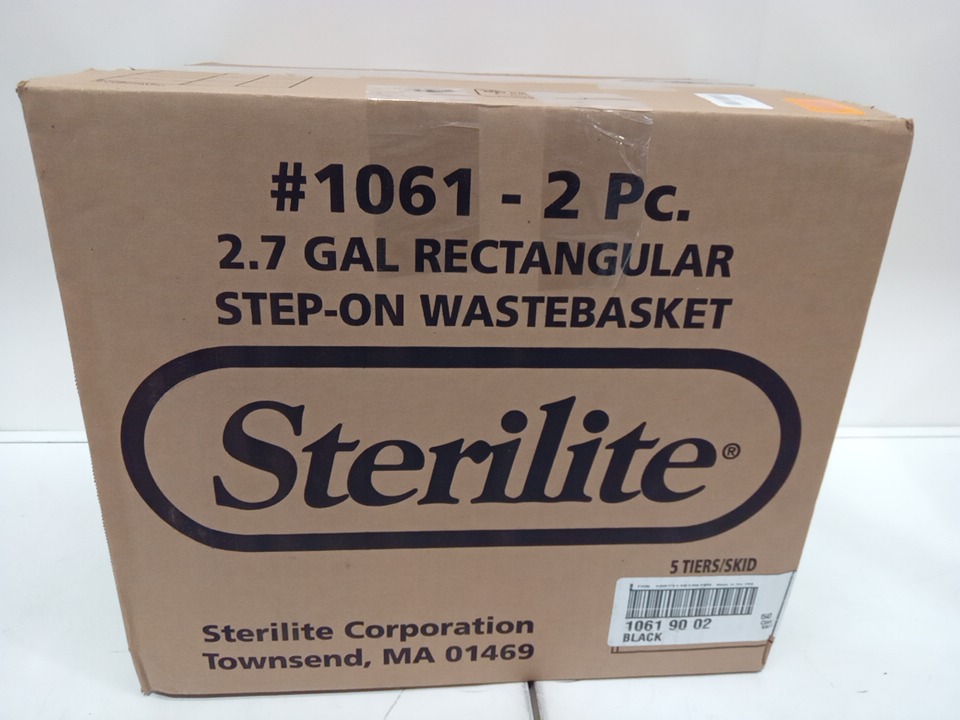 #1061 - 2 Pc.
2.7 GAL RECTANGULAR
STEP-ON WASTEBASKET
Sterilite®
5 TIERS/SKID
1061 90 02
BLACK
Sterilite Corporation
Townsend, MA 01469